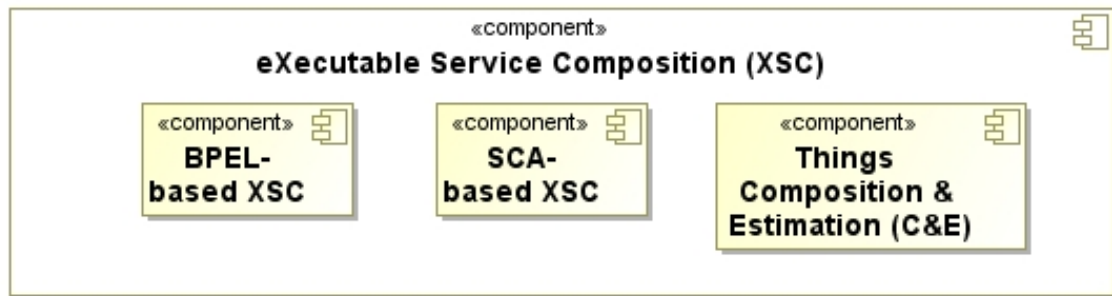 «component»
eXecutable Service Composition (XSC)
«component»
BPEL-
based XSC
«component»
SCA-
based XSC
«component»
Things
Composition &
Estimation (C&E)